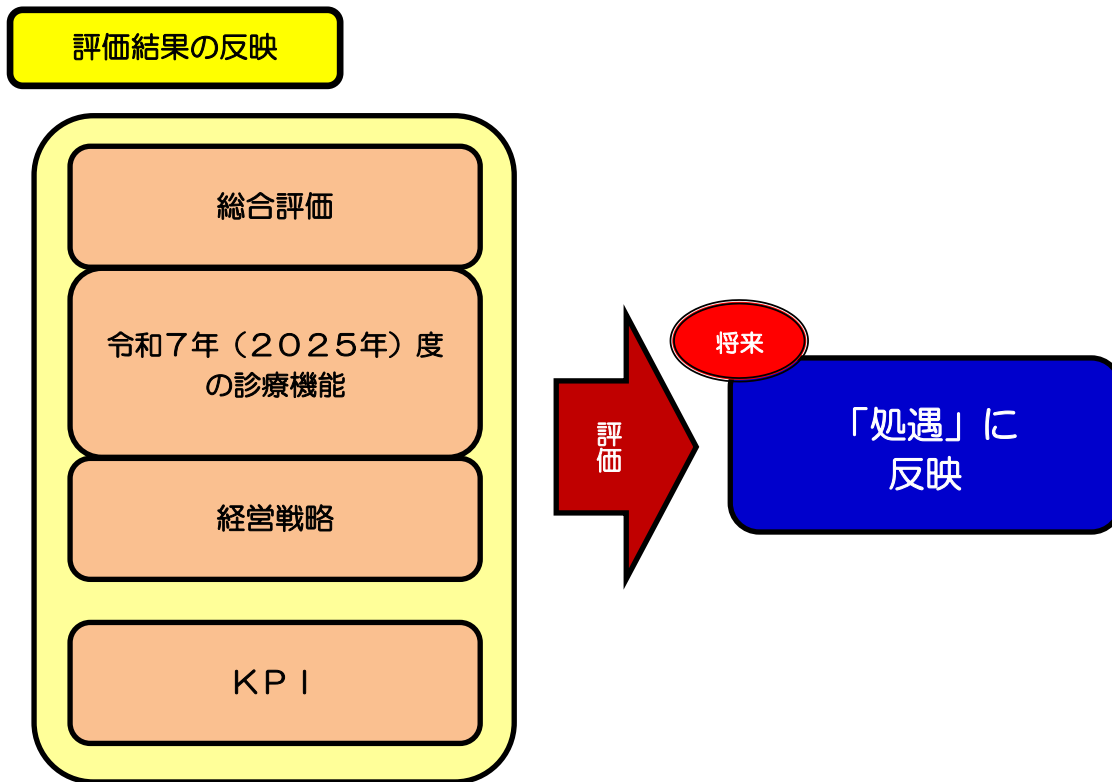 評価結果の反映
総合評価
令和７年（２０２５年）度
の診療機能
経営戦略
ＫＰＩ
評価
将来
「処遇」に
反映